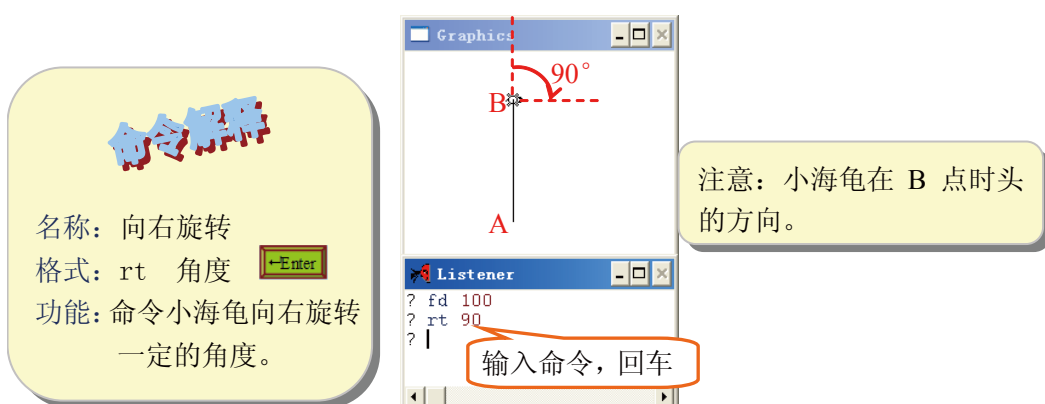 命令解释
名称：向右旋转
格式：rt 角度 ←Enter
功能：命令小海龟向右旋转
一定的角度。
Graphics
90°
B
A
Listener
? fd 100
? rt 90
?
输入命令，回车
注意：小海龟在 B 点时头
的方向。